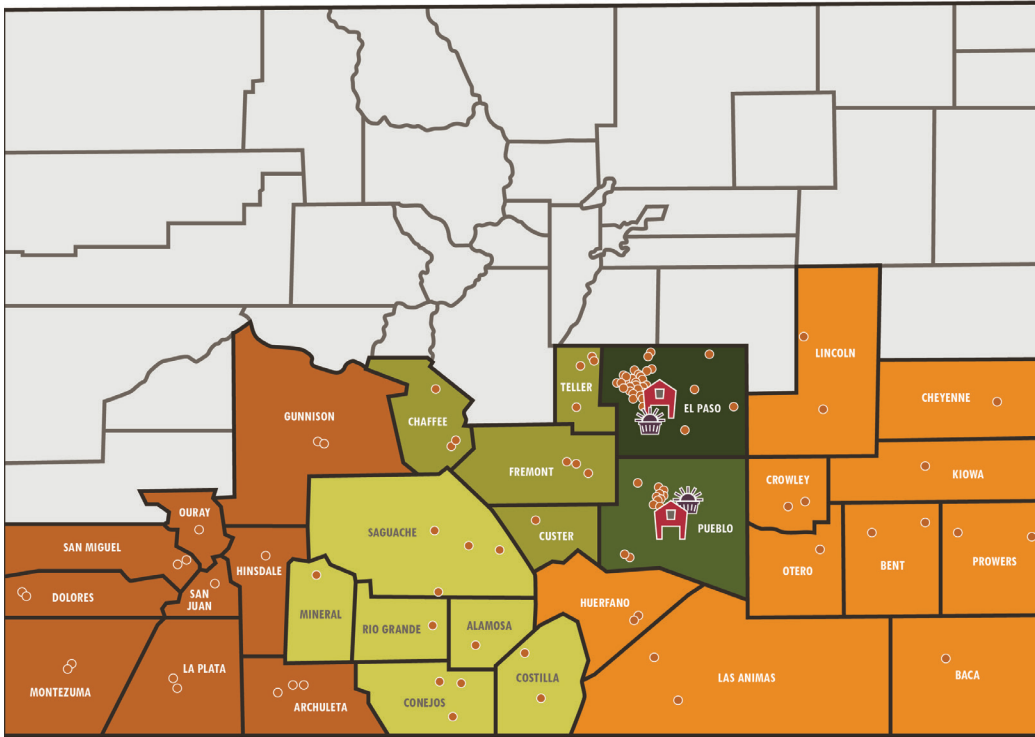 LINCOLN
TELLER
CHEYENNE
EL PASO
GUNNISON
CHAFFEE
FREMONT
KIOWA
CROWLEY
OURAY
PUEBLO
SAGUACHE
CUSTER
SAN MIGUEL
HINSDALE
OTERO
BENT
PROWERS
DOLORES
SAN
JUAN
HUERFANO
MINERAL
RIO GRANDE
ALAMOSA
LA PLATA
COSTILLA
LAS ANIMAS
BACA
MONTEZUMA
ARCHULETA
CONEJOS